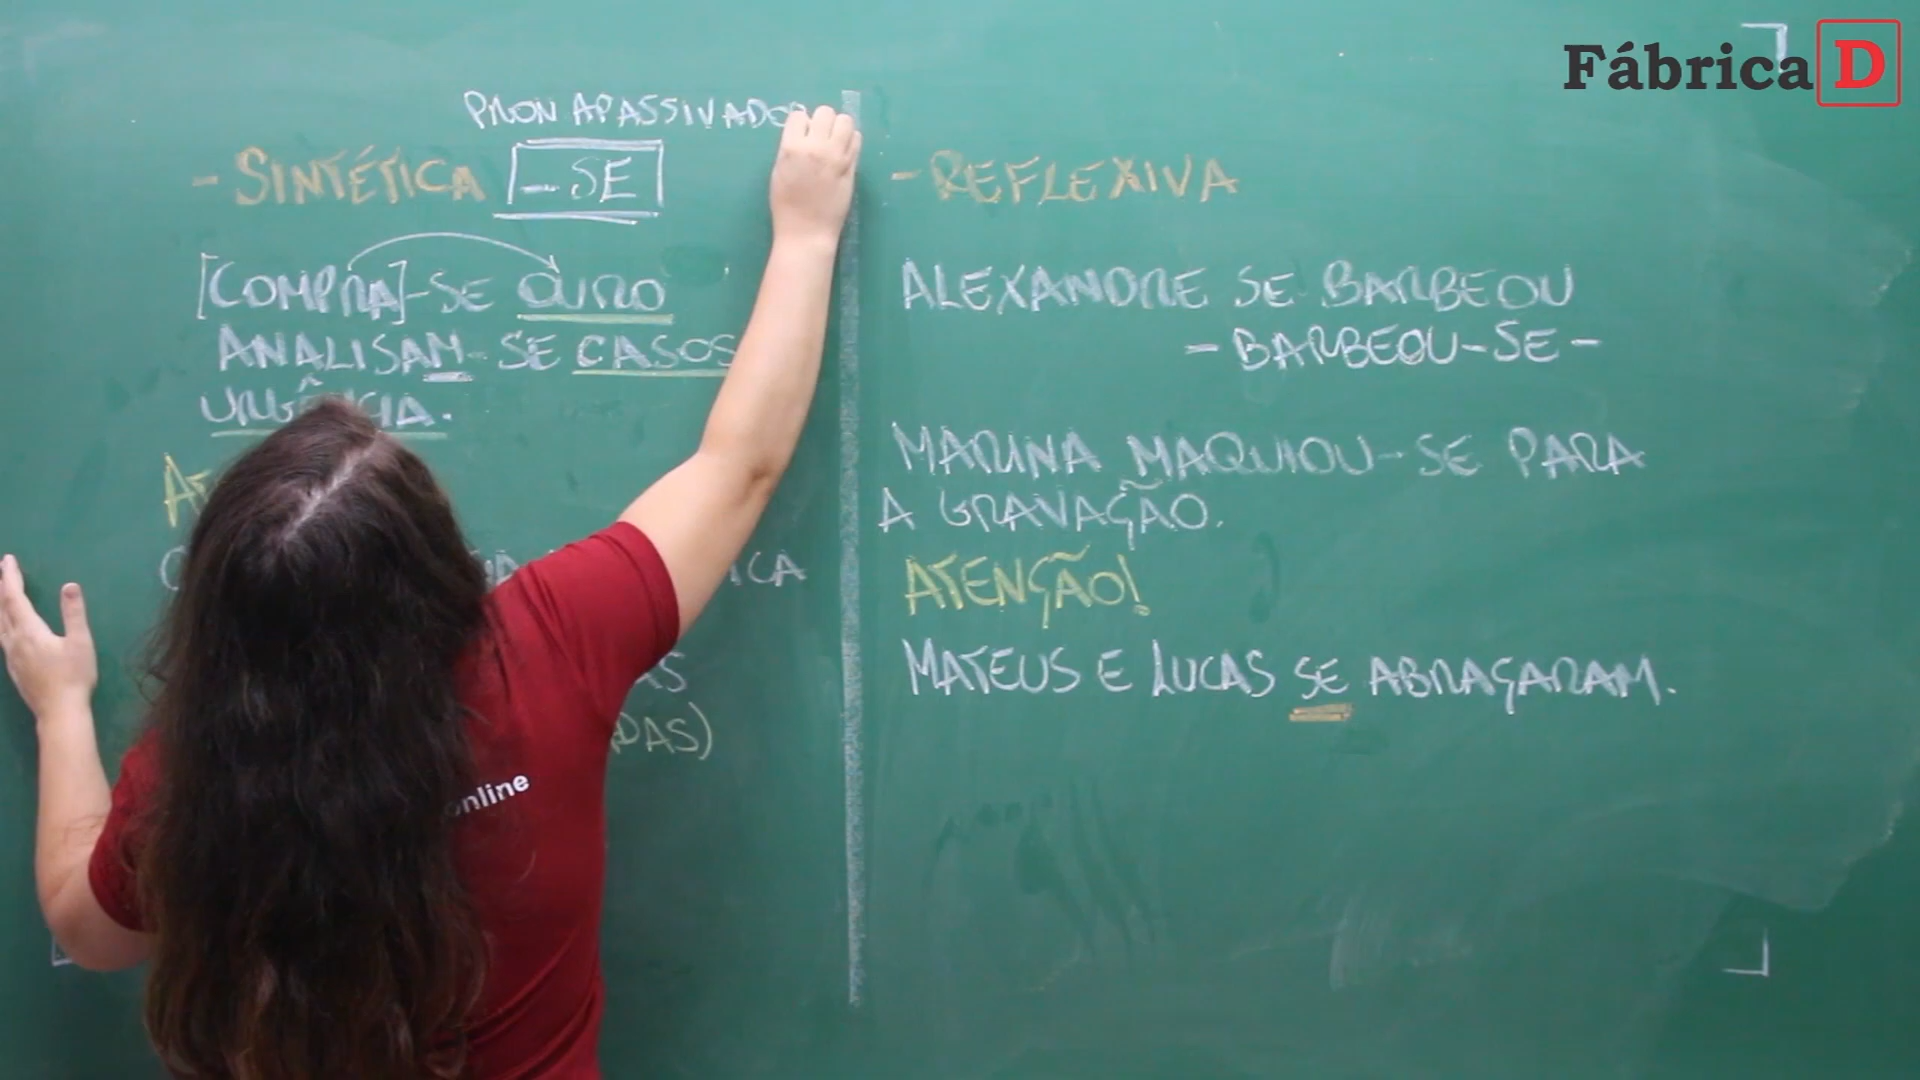 Fábrica D
PRON APASSIVADOR
- SINTÉTICA - SE
[COMPRA]-SE OURO
ANALISAM-SE CASOS
URGÊNCIA.
- REFLEXIVA
ALEXANDRE SE BARBEOU
- BARBEOU-SE -
MARINA MAQUIOU-SE PARA
A GRAVAÇÃO.
ATENÇÃO!
MATEUS E LUCAS SE ABRAÇARAM.
online